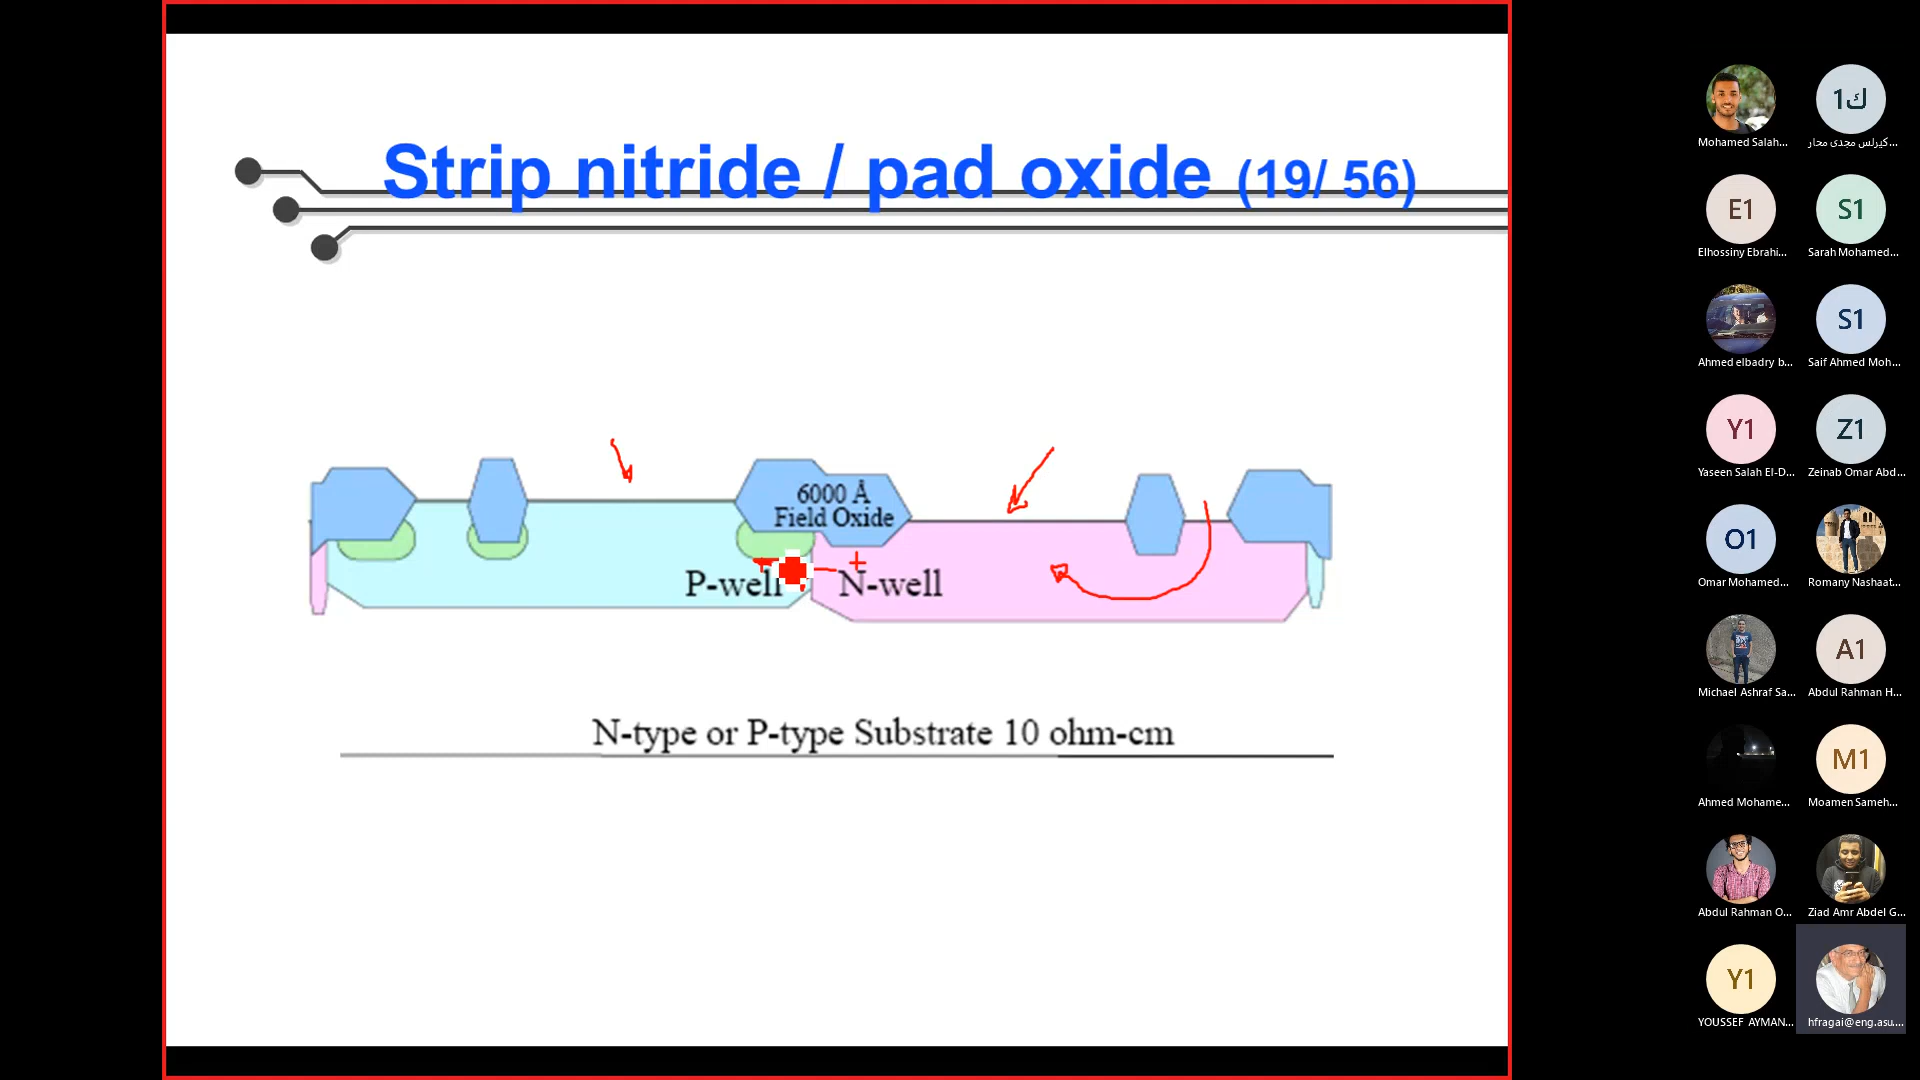 Strip nitride / pad oxide (19/ 56)
6000 Å
Field Oxide
P-well
N-well
N-type or P-type Substrate 10 ohm-cm
Mohamed Salah...
1ك
كيرلس مجدى محار...
E1
Elhossiny Ebrahi...
S1
Sarah Mohamed...
Ahmed elbadry b...
S1
Saif Ahmed Moh...
Y1
Yaseen Salah El-D...
Z1
Zeinab Omar Abd...
O1
Omar Mohamed...
Romany Nashaat...
Michael Ashraf Sa...
A1
Abdul Rahman H...
Ahmed Mohame...
M1
Moamen Sameh...
Abdul Rahman O...
Ziad Amr Abdel G...
Y1
YOUSSEF AYMAN...
hfragai@eng.asu....